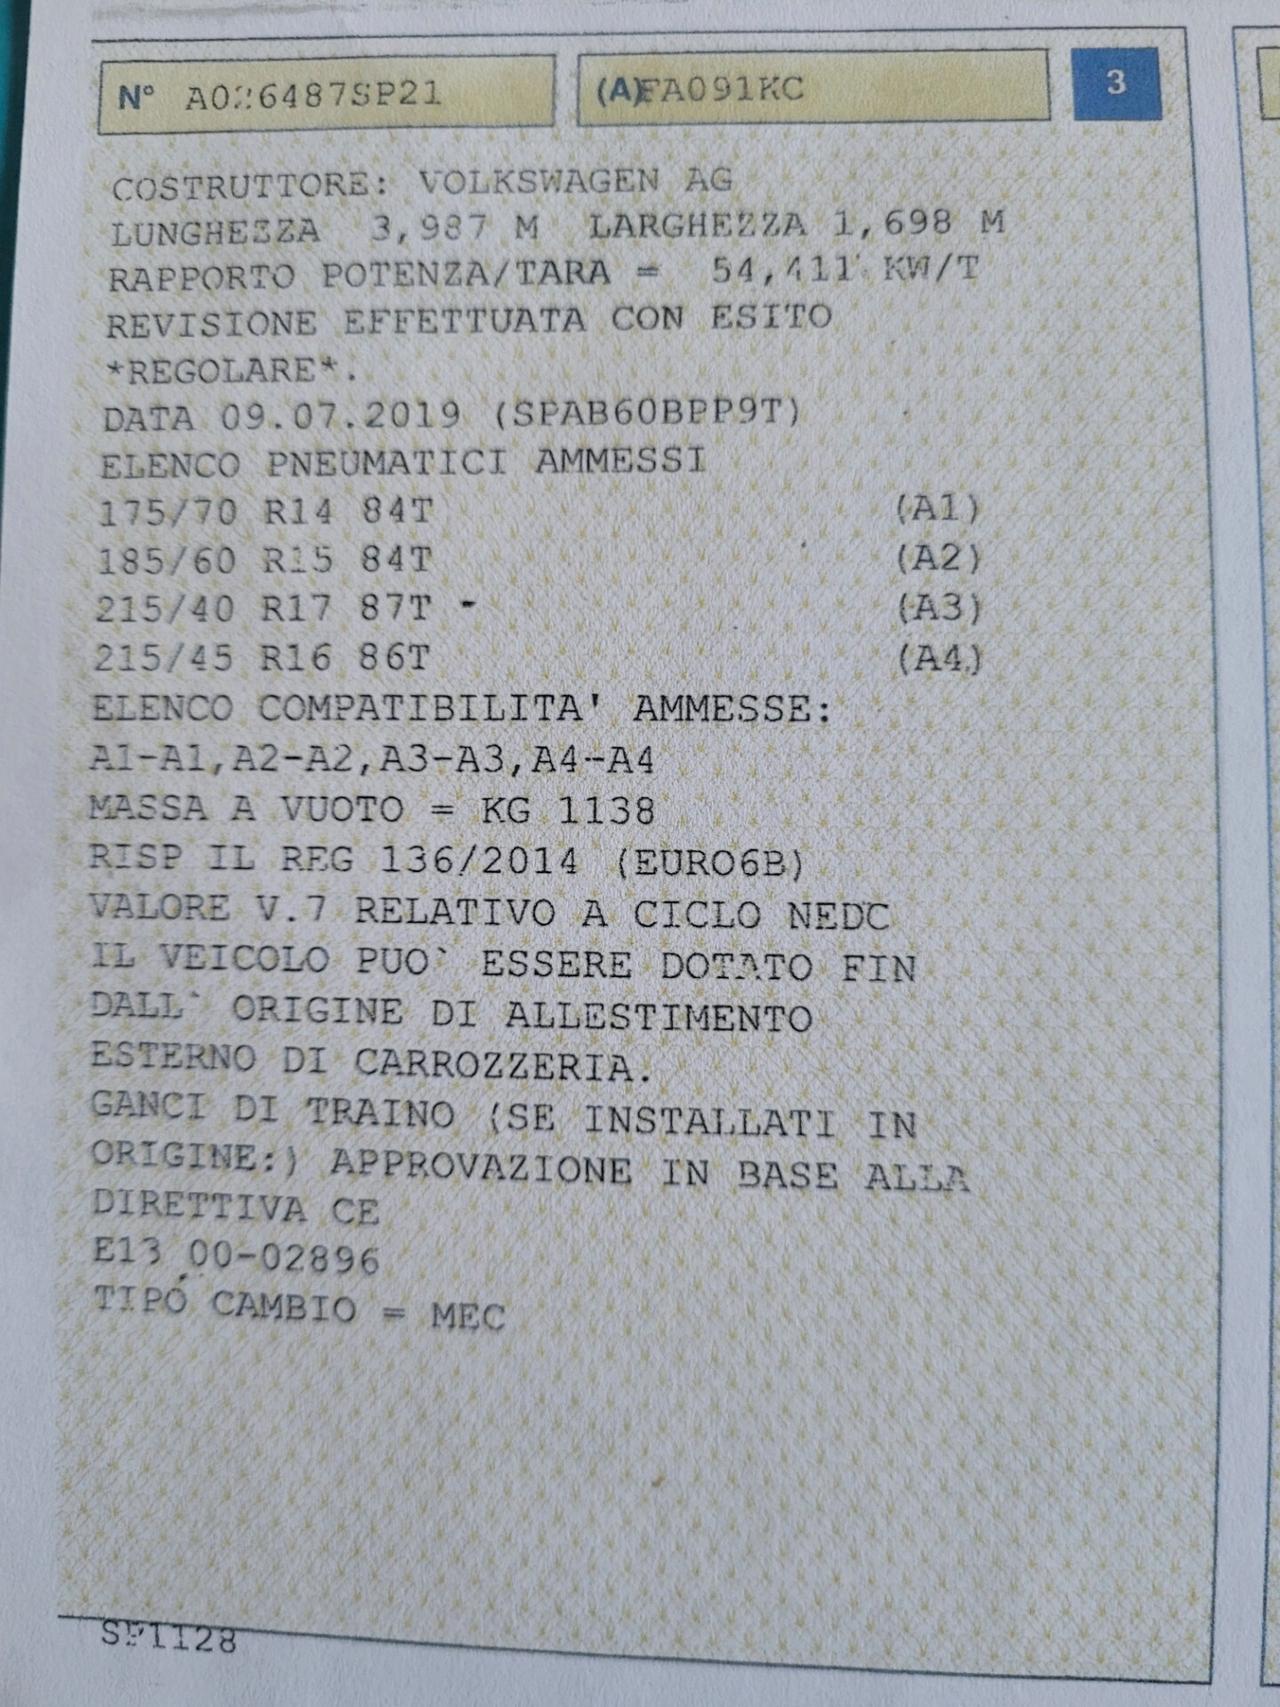 N° A026487SP21 (A)FA091KC 3
COSTRUTTORE: VOLKSWAGEN AG
LUNGHEZZA 3,987 M LARGHEZZA 1,698 M
RAPPORTO POTENZA/TARA = 54,411 KW/T
REVISIONE EFFETTUATA CON ESITO
*REGOLARE*.
DATA 09.07.2019 (SPAB60BPP9T)
ELENCO PNEUMATICI AMMESSI
175/70 R14 84T (A1)
185/60 R15 84T (A2)
215/40 R17 87T - (A3)
215/45 R16 86T (A4)
ELENCO COMPATIBILITA' AMMESSE:
A1-A1,A2-A2,A3-A3,A4-A4
MASSA A VUOTO = KG 1138
RISP IL REG 136/2014 (EURO6B)
VALORE V.7 RELATIVO A CICLO NEDC
IL VEICOLO PUO` ESSERE DOTATO FIN
DALL` ORIGINE DI ALLESTIMENTO
ESTERNO DI CARROZZERIA.
GANCI DI TRAINO (SE INSTALLATI IN
ORIGINE:) APPROVAZIONE IN BASE ALLA
DIRETTIVA CE
E13 00-02896
TIPO CAMBIO = MEC
SP1128